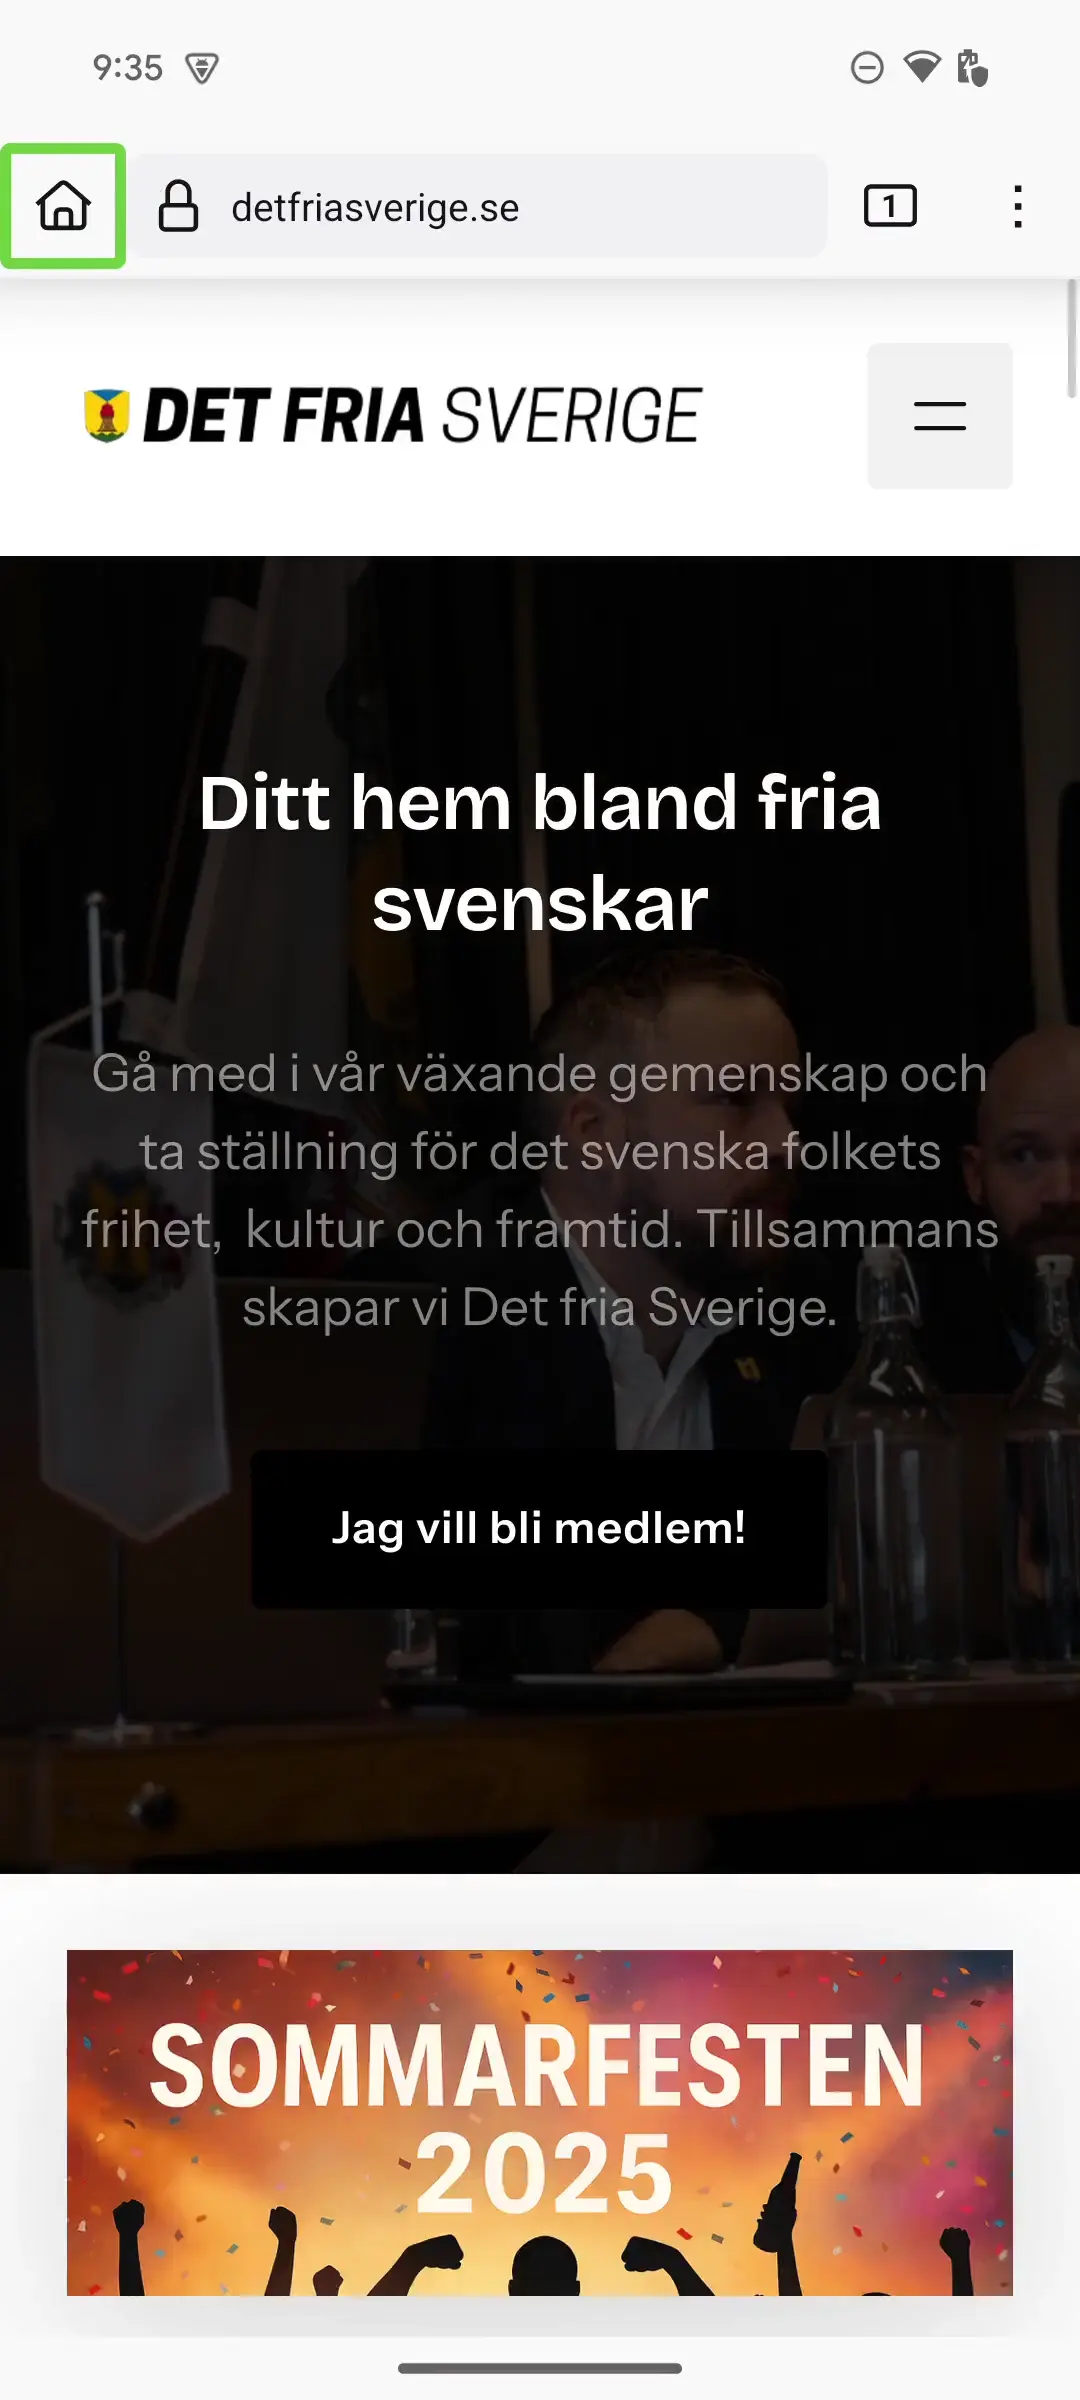 9:35
detfriasverige.se
1
DET FRIA SVERIGE
Ditt hem bland fria
svenskar
Gå med i vår växande gemenskap och
ta ställning för det svenska folkets
frihet,  kultur och framtid. Tillsammans
skapar vi Det fria Sverige.
Jag vill bli medlem!
SOMMARFESTEN
2025